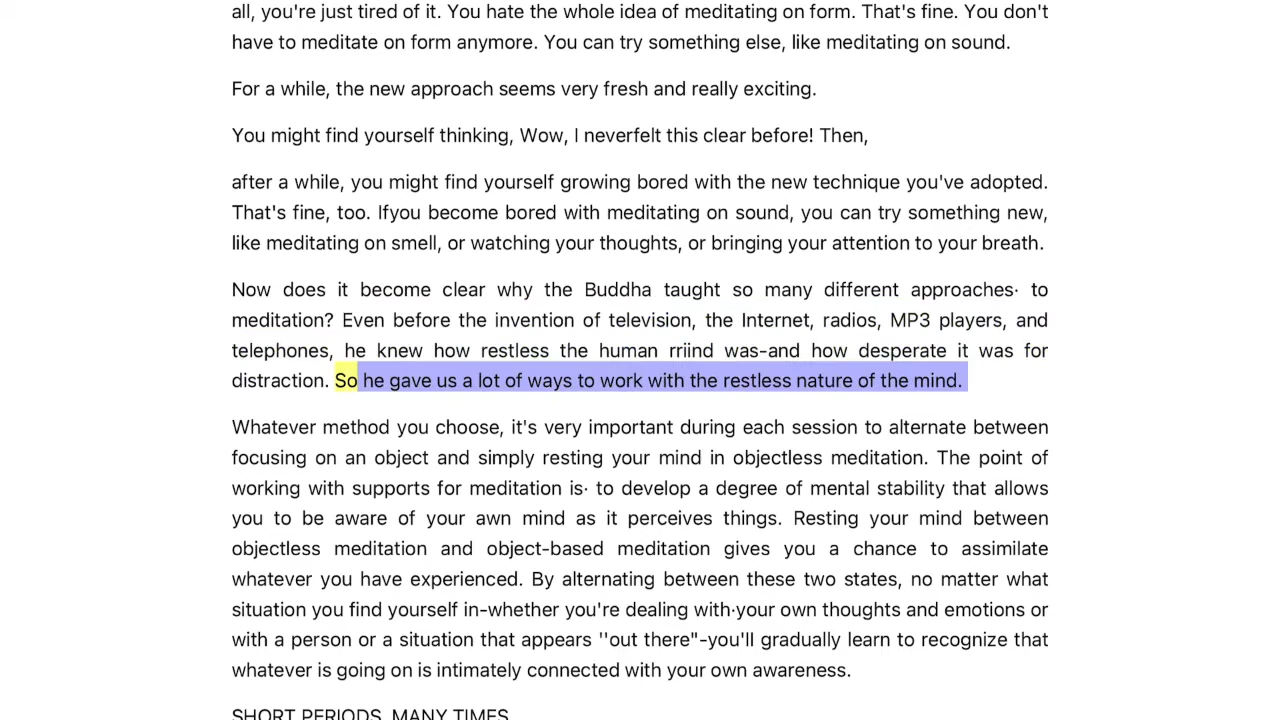 all, you're just tired of it. You hate the whole idea of meditating on form. That's fine. You don't
have to meditate on form anymore. You can try something else, like meditating on sound.
For a while, the new approach seems very fresh and really exciting.
You might find yourself thinking, Wow, I neverfelt this clear before! Then,
after a while, you might find yourself growing bored with the new technique you've adopted.
That's fine, too. Ifyou become bored with meditating on sound, you can try something new,
like meditating on smell, or watching your thoughts, or bringing your attention to your breath.
Now does it become clear why the Buddha taught so many different approaches· to
meditation? Even before the invention of television, the Internet, radios, MP3 players, and
telephones, he knew how restless the human rriind was-and how desperate it was for
distraction. So he gave us a lot of ways to work with the restless nature of the mind.
Whatever method you choose, it's very important during each session to alternate between
focusing on an object and simply resting your mind in objectless meditation. The point of
working with supports for meditation is· to develop a degree of mental stability that allows
you to be aware of your awn mind as it perceives things. Resting your mind between
objectless meditation and object-based meditation gives you a chance to assimilate
whatever you have experienced. By alternating between these two states, no matter what
situation you find yourself in-whether you're dealing with·your own thoughts and emotions or
with a person or a situation that appears ''out there"-you'll gradually learn to recognize that
whatever is going on is intimately connected with your own awareness.
SHORT PERIODS, MANY TIMES